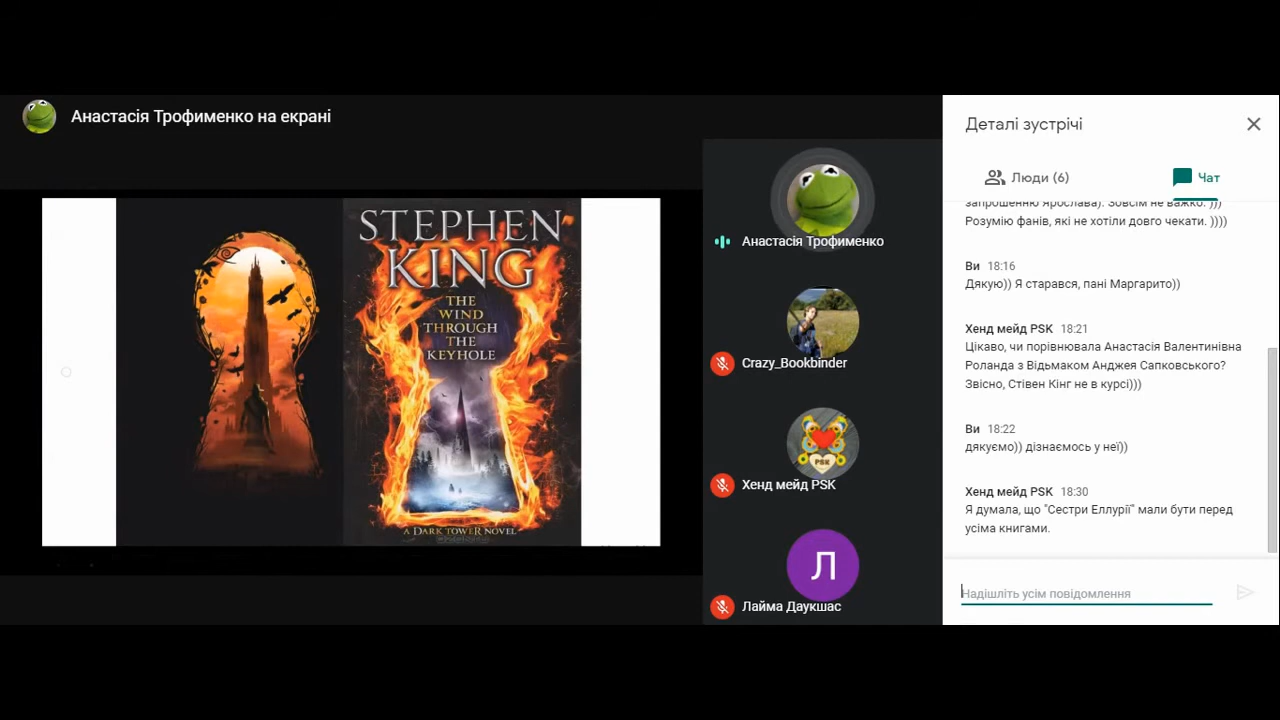 Анастасія Трофименко на екрані
STEPHEN
KING
THE
WIND
THROUGH
THE
KEYHOLE
A DARK TOWER NOVEL
Анастасія Трофименко
Crazy_Bookbinder
PSK
Хенд мейд PSK
Л
Лайма Даукшас
Деталі зустрічі
Люди (6)
Чат
запрошенню Ярослава). Зовсім не важко. )))
Розумію фанів, які не хотіли довго чекати. ))))
Ви 18:16
Дякую)) Я старався, пані Маргарито))
Хенд мейд PSK 18:21
Цікаво, чи порівнювала Анастасія Валентинівна
Роланда з Відьмаком Анджея Сапковського?
Звісно, Стівен Кінг не в курсі)))
Ви 18:22
дякуємо)) дізнаємось у неї))
Хенд мейд PSK 18:30
Я думала, що "Сестри Еллурії" мали бути перед
усіма книгами.
Надішліть усім повідомлення